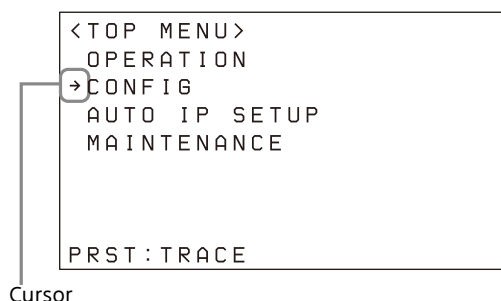 <TOP MENU>
OPERATION
→CONFIG
AUTO IP SETUP
MAINTENANCE
PRST:TRACE
Cursor